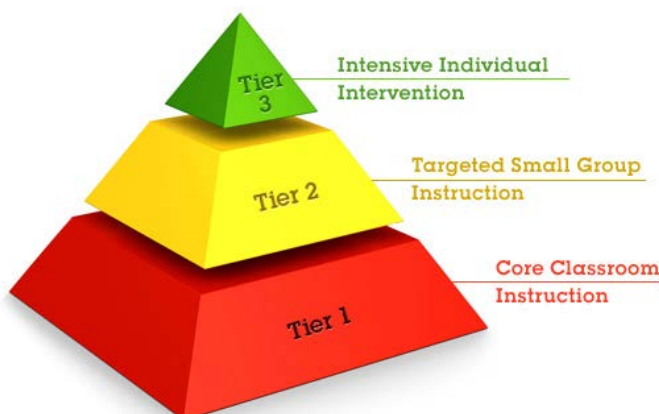 Tier
3
Intensive Individual
Intervention
Tier 2
Targeted Small Group
Instruction
Tier 1
Core Classroom
Instruction